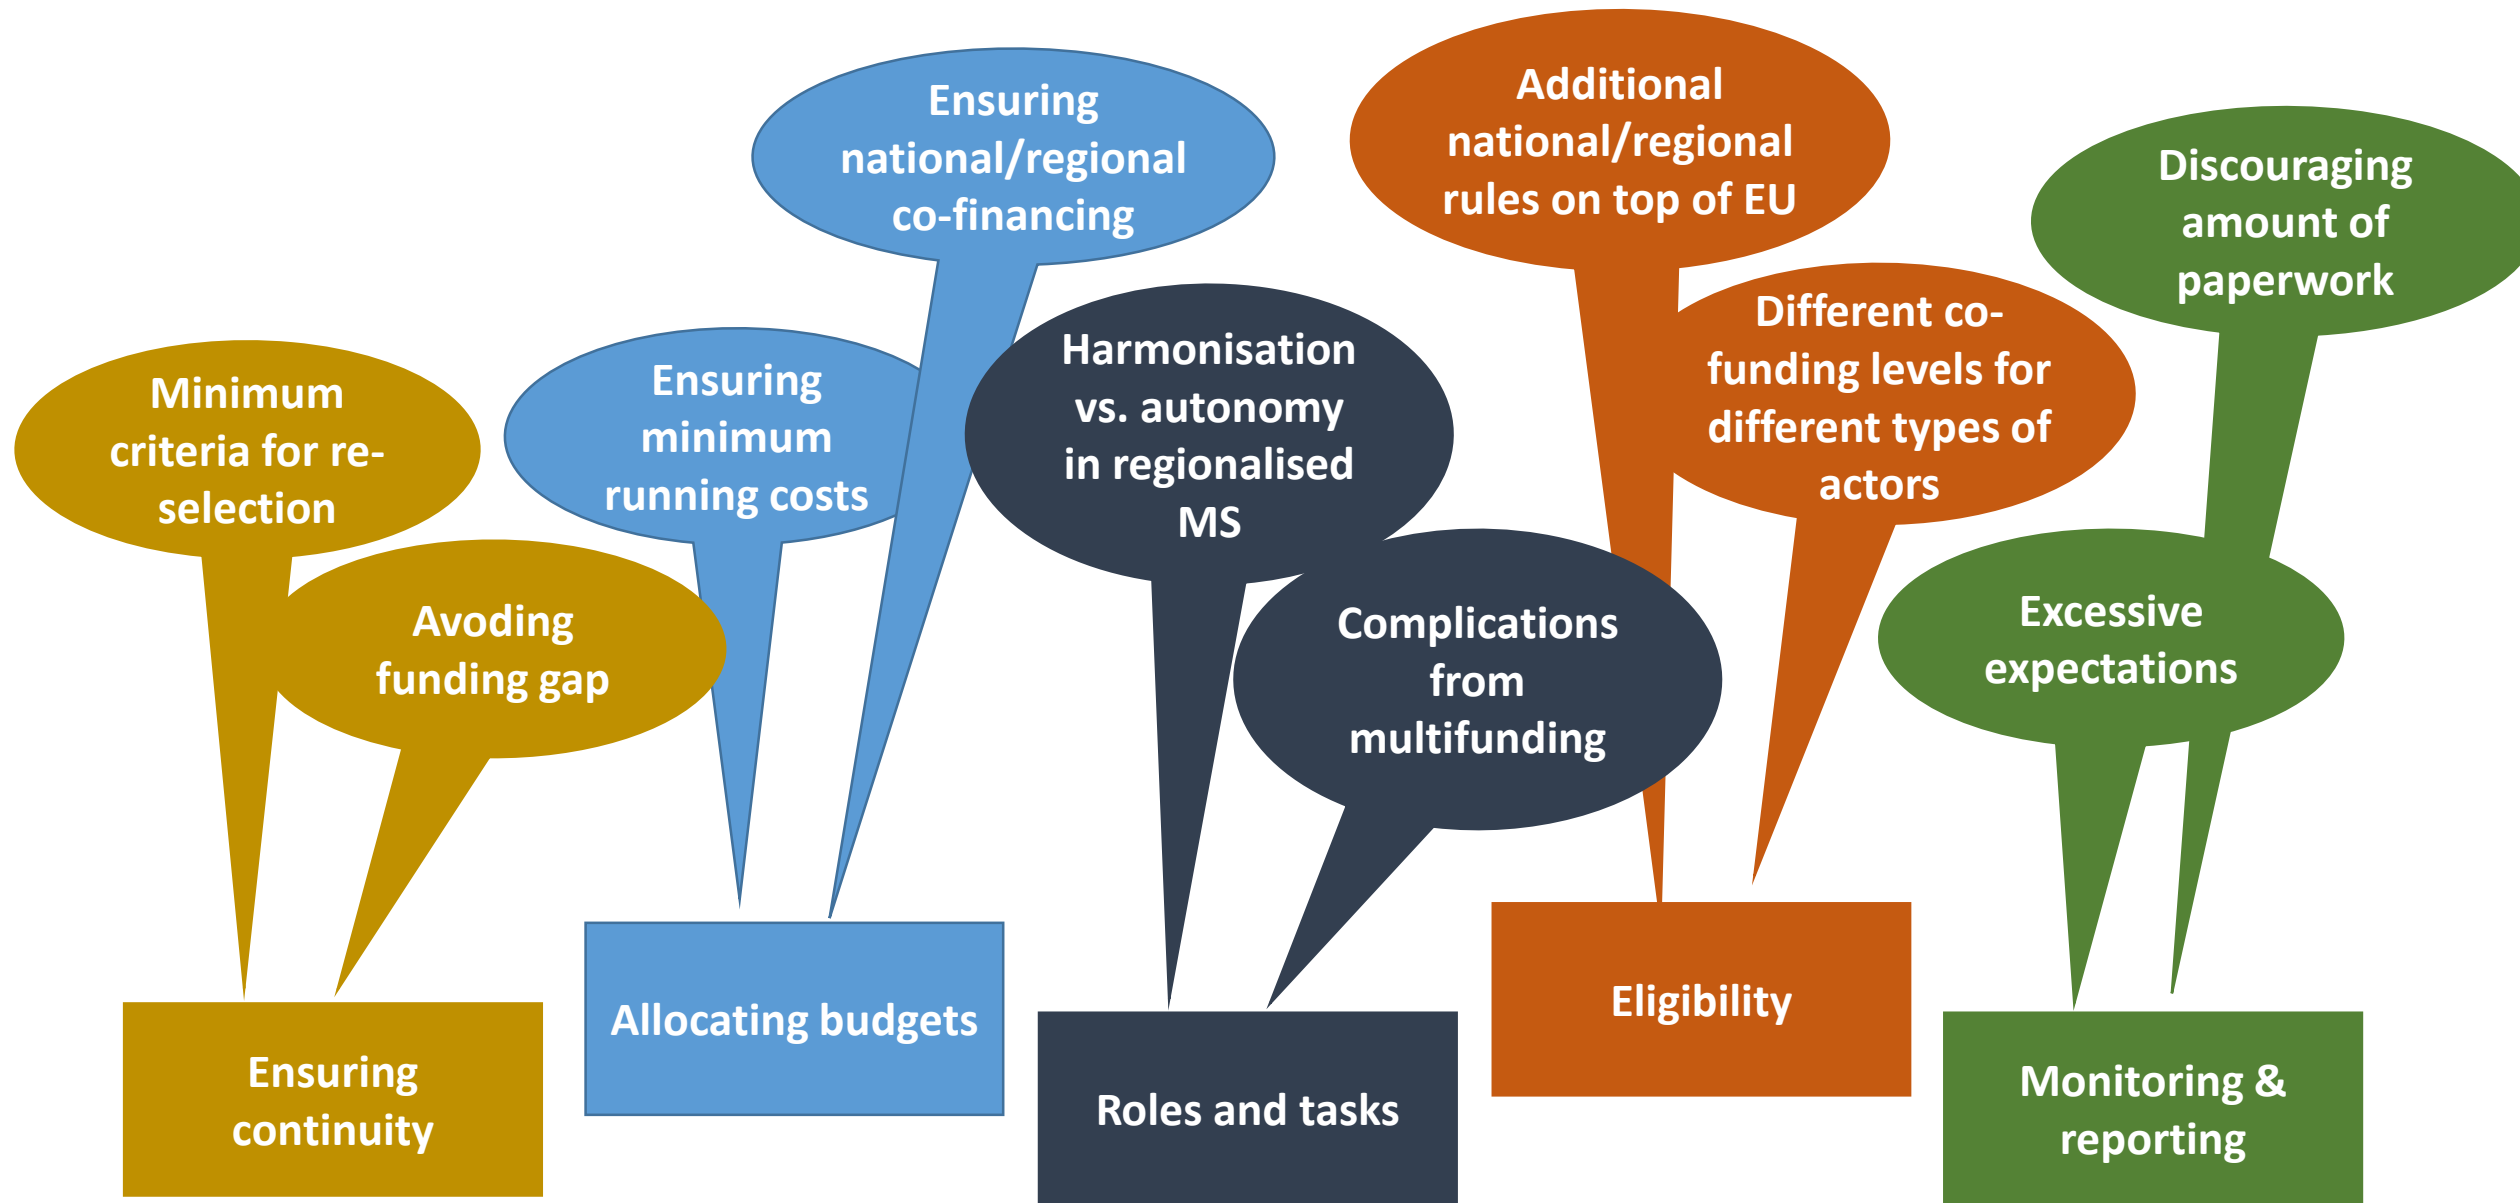 Ensuring
national/regional
co-financing
Additional
national/regional
rules on top of EU
Discouraging
amount of
paperwork
Minimum
criteria for re-
selection
Ensuring
minimum
running costs
Harmonisation
vs. autonomy
in regionalised
MS
Different co-
funding levels for
different types of
actors
Avoding
funding gap
Complications
from
multifunding
Excessive
expectations
Ensuring
continuity
Allocating budgets
Roles and tasks
Eligibility
Monitoring &
reporting